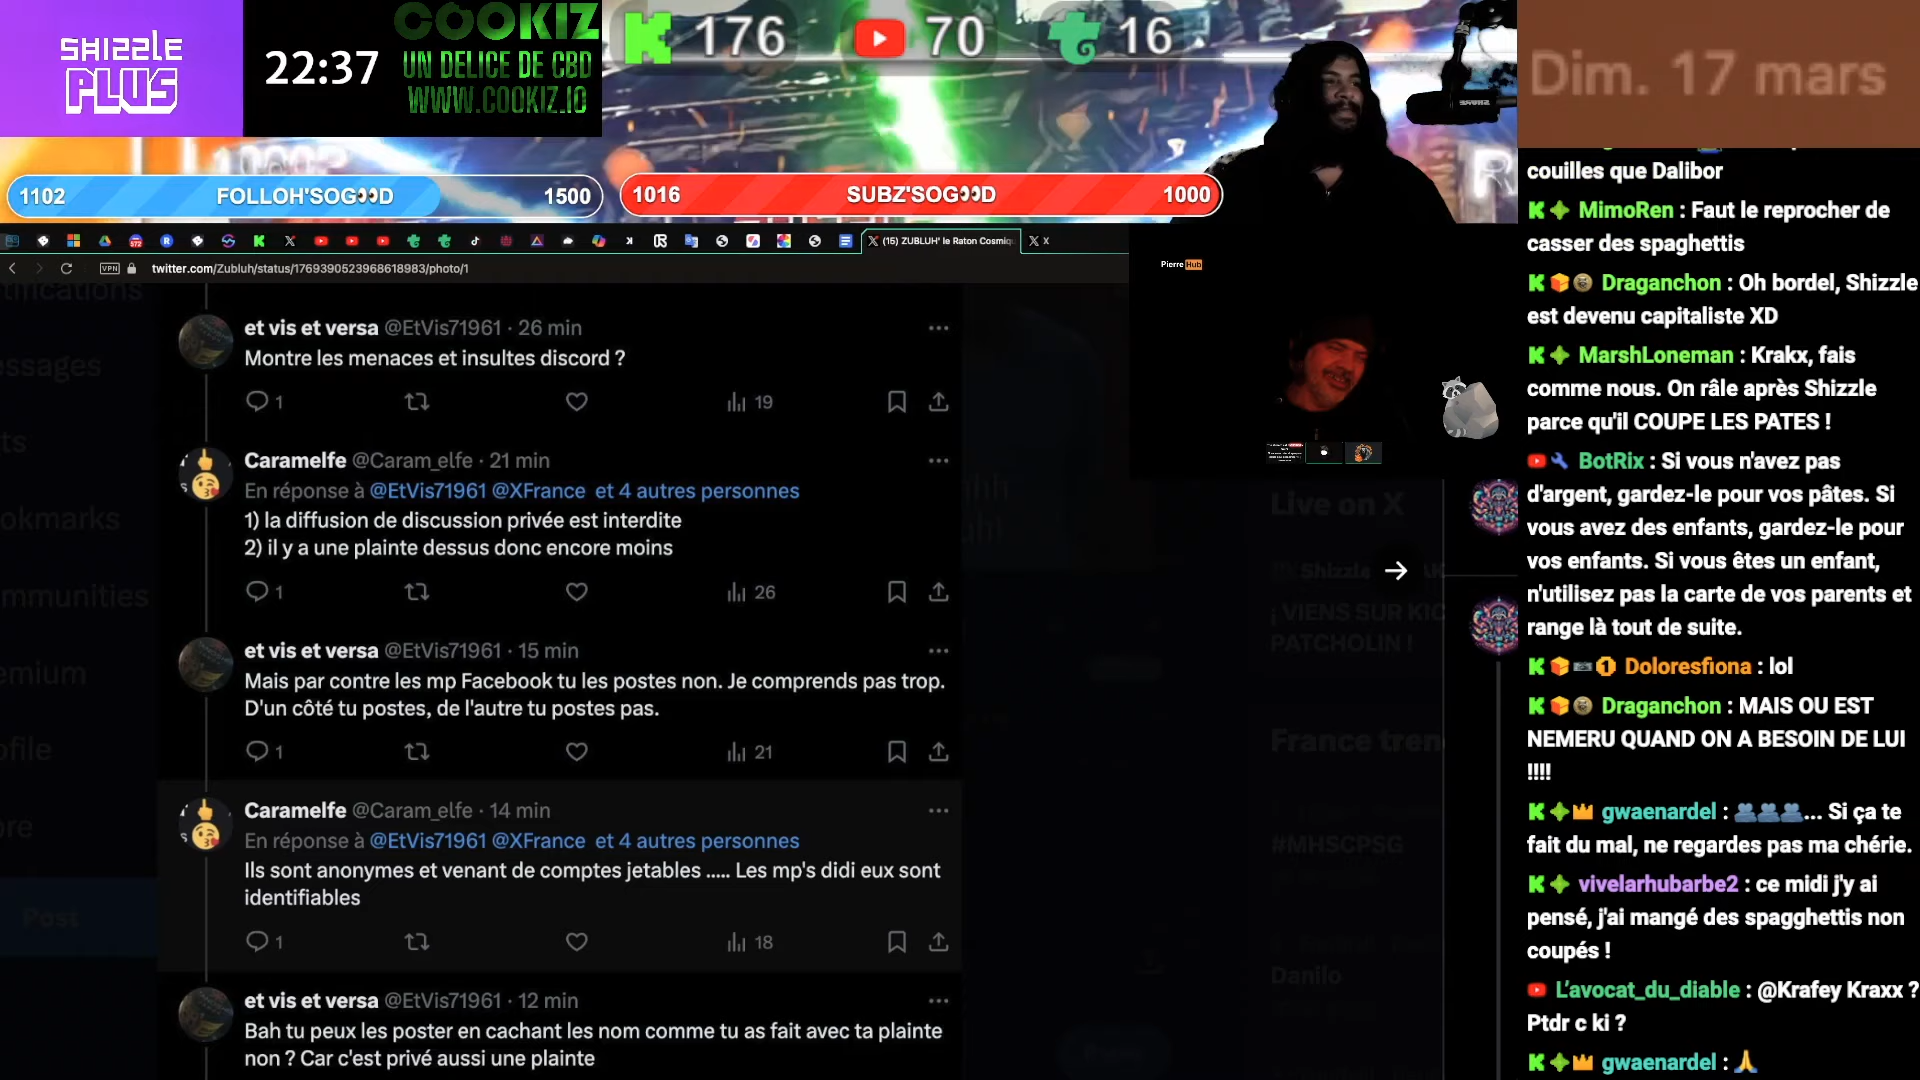 SHIZZLE
PLUS
22:37
COOKIZ
UN DELICE DE CBD
WWW.COOKIZ.IO
176
70
16
Dim. 17 mars
1102 FOLLOH'SOG👀D 1500
1016 SUBZ'SOG👀D 1000
(15) ZUBLUH' le Raton Cosmiq
X
VPN
twitter.com/Zubluh/status/1769390523968618983/photo/1
Pierre Hub
et vis et versa @EtVis71961 · 26 min
Montre les menaces et insultes discord ?
1
19
Caramelfe @Caram_elfe · 21 min
En réponse à @EtVis71961 @XFrance et 4 autres personnes
1) la diffusion de discussion privée est interdite
2) il y a une plainte dessus donc encore moins
1
26
et vis et versa @EtVis71961 · 15 min
Mais par contre les mp Facebook tu les postes non. Je comprends pas trop.
D'un côté tu postes, de l'autre tu postes pas.
1
21
Caramelfe @Caram_elfe · 14 min
En réponse à @EtVis71961 @XFrance et 4 autres personnes
Ils sont anonymes et venant de comptes jetables ..... Les mp's didi eux sont
identifiables
1
18
et vis et versa @EtVis71961 · 12 min
Bah tu peux les poster en cachant les nom comme tu as fait avec ta plainte
non ? Car c'est privé aussi une plainte
tifications
ssages
ts
okmarks
mmunities
emium
ofile
ore
Post
Live on X
Shizzle
¡ VIENS SUR KIC
PATCHOLIN !
France tren
#MHSCPSG
Danilo
couilles que Dalibor
MimoRen : Faut le reprocher de
casser des spaghettis
Draganchon : Oh bordel, Shizzle
est devenu capitaliste XD
MarshLoneman : Krakx, fais
comme nous. On râle après Shizzle
parce qu'il COUPE LES PATES !
BotRix : Si vous n'avez pas
d'argent, gardez-le pour vos pâtes. Si
vous avez des enfants, gardez-le pour
vos enfants. Si vous êtes un enfant,
n'utilisez pas la carte de vos parents et
range là tout de suite.
Doloresfiona : lol
Draganchon : MAIS OU EST
NEMERU QUAND ON A BESOIN DE LUI
!!!!
gwaenardel : 👥👥👥... Si ça te
fait du mal, ne regardes pas ma chérie.
vivelarhubarbe2 : ce midi j'y ai
pensé, j'ai mangé des spagghettis non
coupés !
L'avocat_du_diable : @Krafey Kraxx ?
Ptdr c ki ?
gwaenardel : 🙏